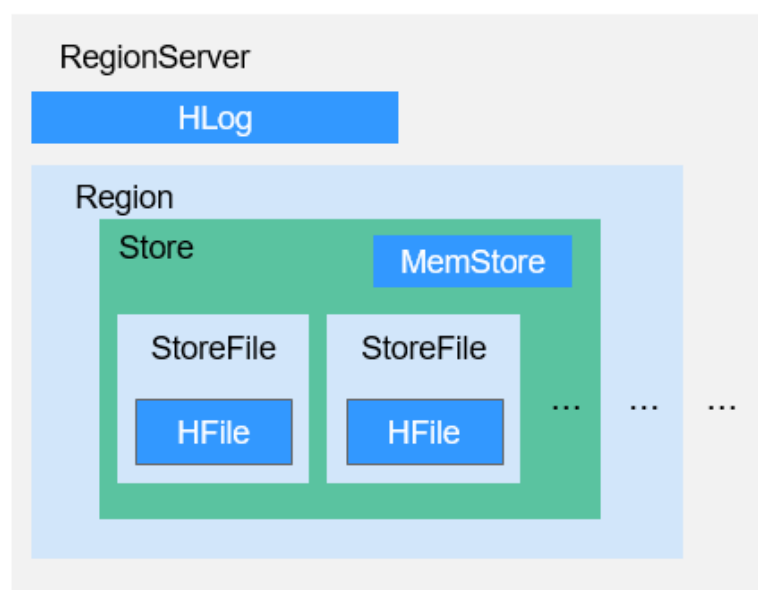 RegionServer
HLog
Region
Store
MemStore
StoreFile
StoreFile
HFile
HFile
... ... ...